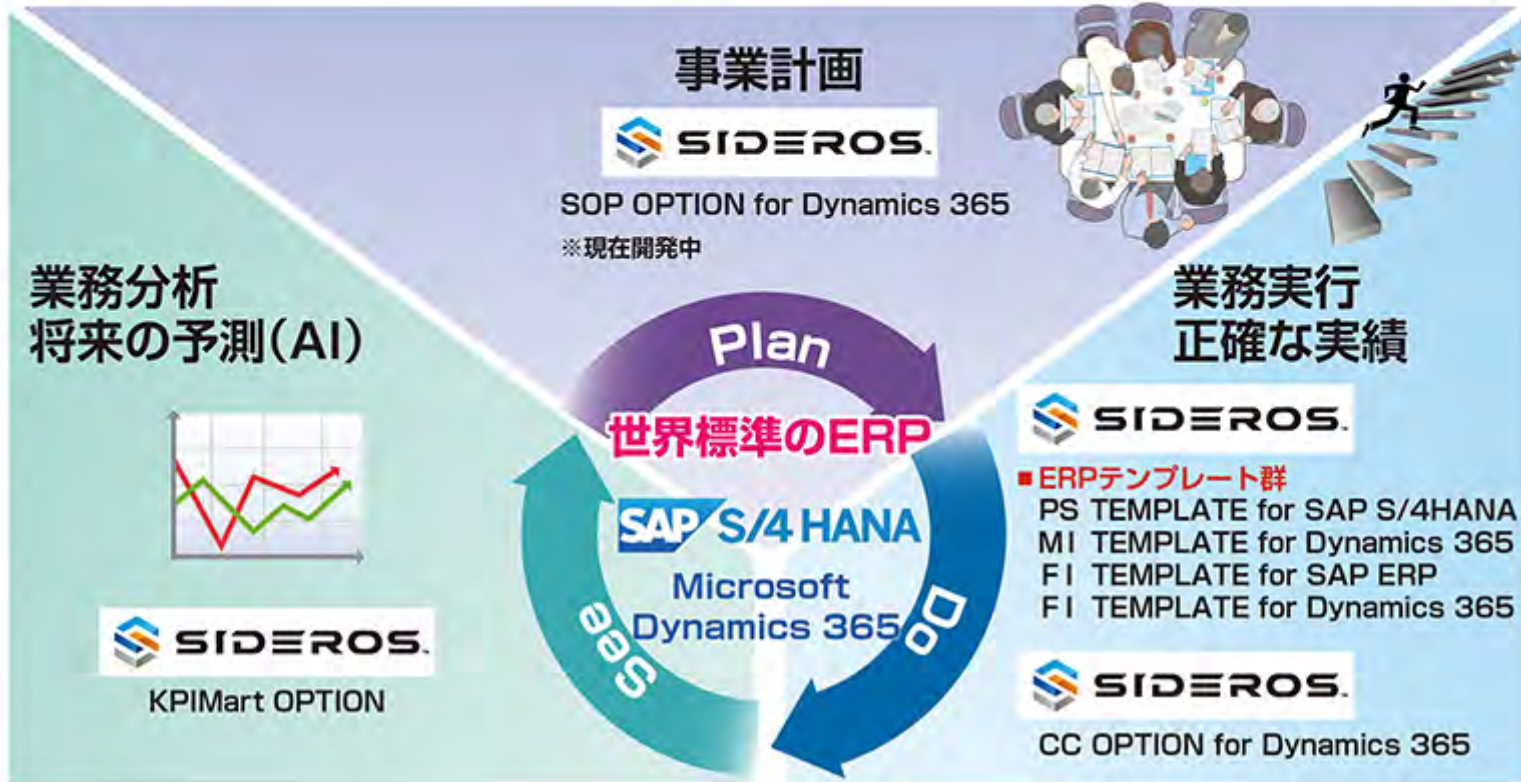 事業計画
SIDEROS
SOP OPTION for Dynamics 365
※現在開発中
業務分析
将来の予測(AI)
SIDEROS
KPIMart OPTION
Plan
世界標準のERP
SAP S/4 HANA
Microsoft
Dynamics 365
Do
See
業務実行
正確な実績
SIDEROS
■ERPテンプレート群
PS TEMPLATE for SAP S/4HANA
MI TEMPLATE for Dynamics 365
FI TEMPLATE for SAP ERP
FI TEMPLATE for Dynamics 365
SIDEROS
CC OPTION for Dynamics 365